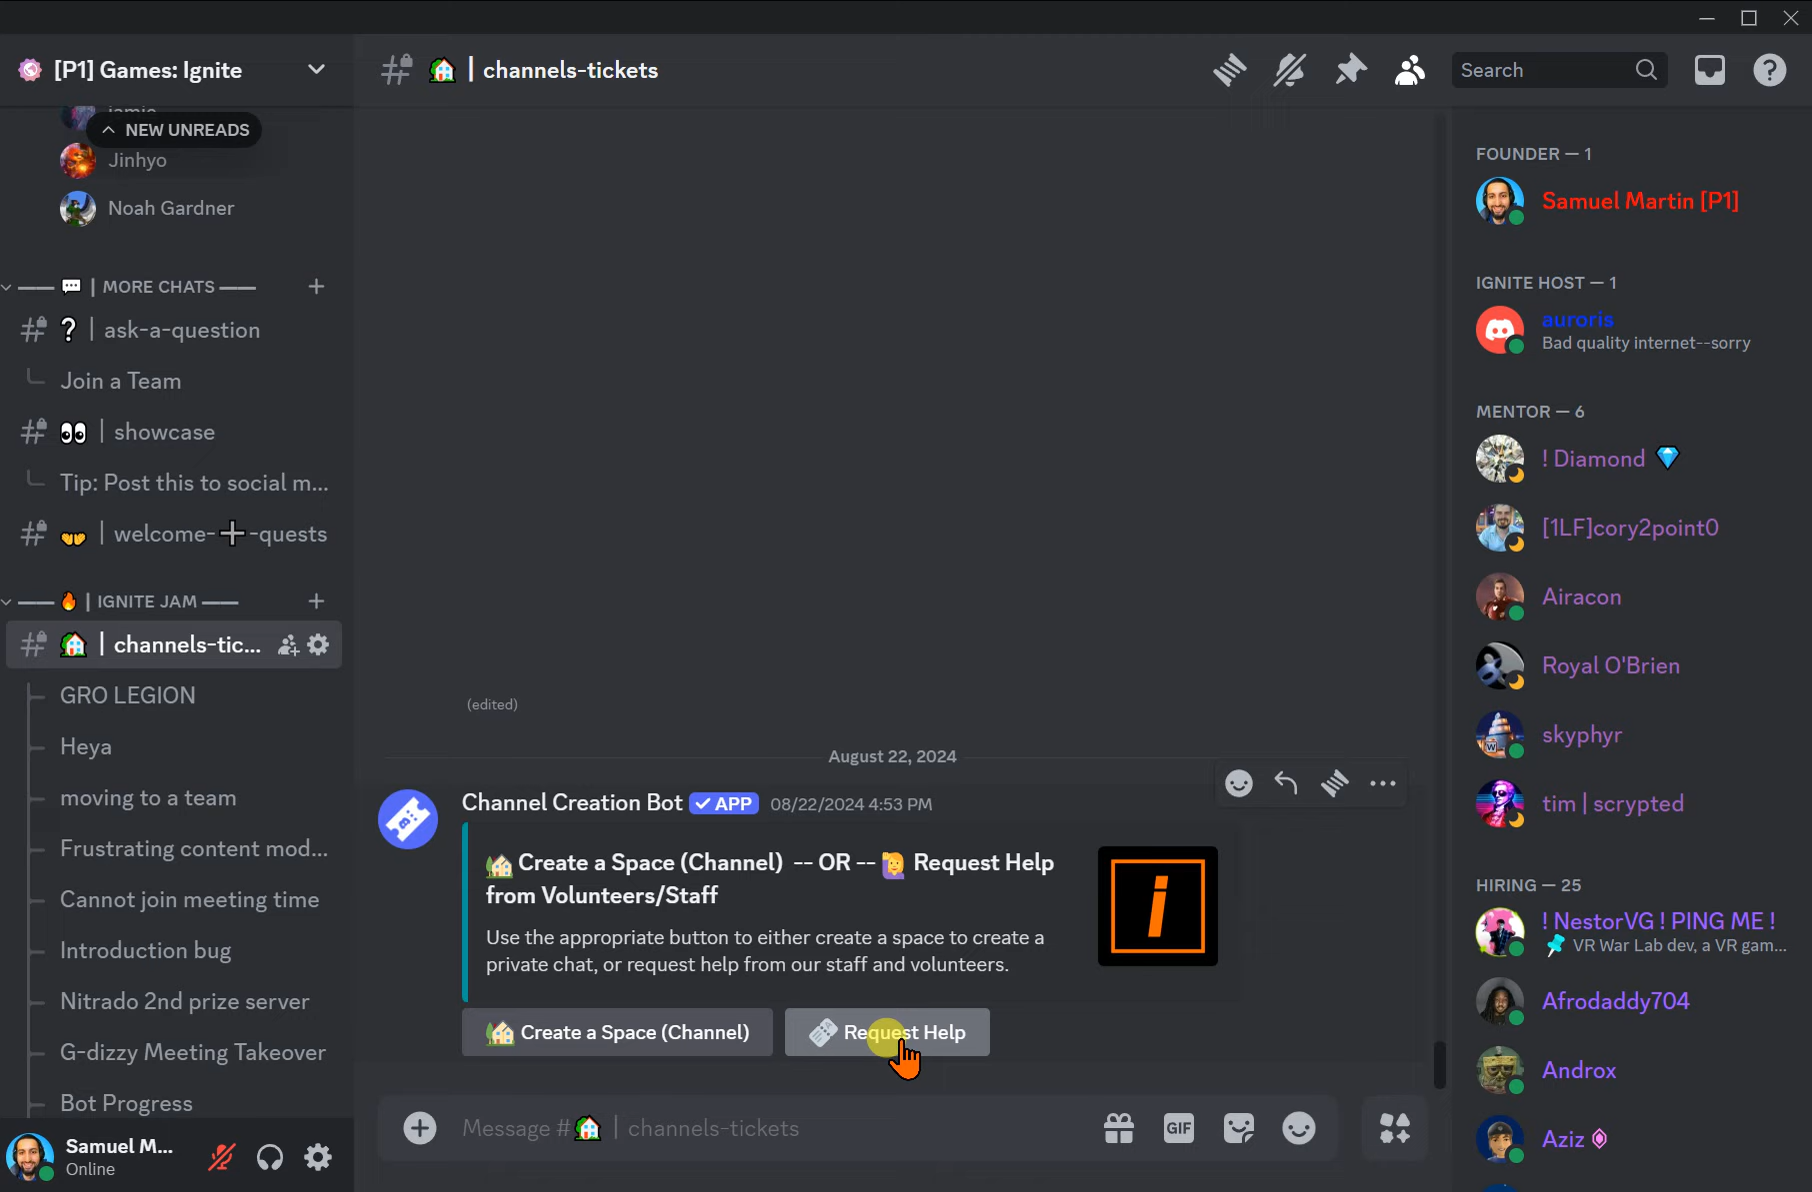 [P1] Games: Ignite
jamie
NEW UNREADS
Jinhyo
Noah Gardner
💬 | MORE CHATS
❓ | ask-a-question
Join a Team
👀 | showcase
Tip: Post this to social m...
👐 | welcome-➕-quests
🔥 | IGNITE JAM
🏡 | channels-tic...
GRO LEGION
Heya
moving to a team
Frustrating content mod...
Cannot join meeting time
Introduction bug
Nitrado 2nd prize server
G-dizzy Meeting Takeover
Bot Progress
Samuel M...
Online
# 🏡 | channels-tickets
Search
(edited)
August 22, 2024
Channel Creation Bot ✓ APP 08/22/2024 4:53 PM
🏡 Create a Space (Channel) -- OR -- 🙋 Request Help
from Volunteers/Staff
Use the appropriate button to either create a space to create a
private chat, or request help from our staff and volunteers.
i
🏡 Create a Space (Channel)
Request Help
Message #🏡 | channels-tickets
GIF
FOUNDER — 1
Samuel Martin [P1]
IGNITE HOST — 1
auroris
Bad quality internet--sorry
MENTOR — 6
! Diamond 💎
[1LF]cory2point0
Airacon
Royal O'Brien
skyphyr
tim | scrypted
HIRING — 25
! NestorVG ! PING ME !
📌 VR War Lab dev, a VR gam...
Afrodaddy704
Androx
Aziz